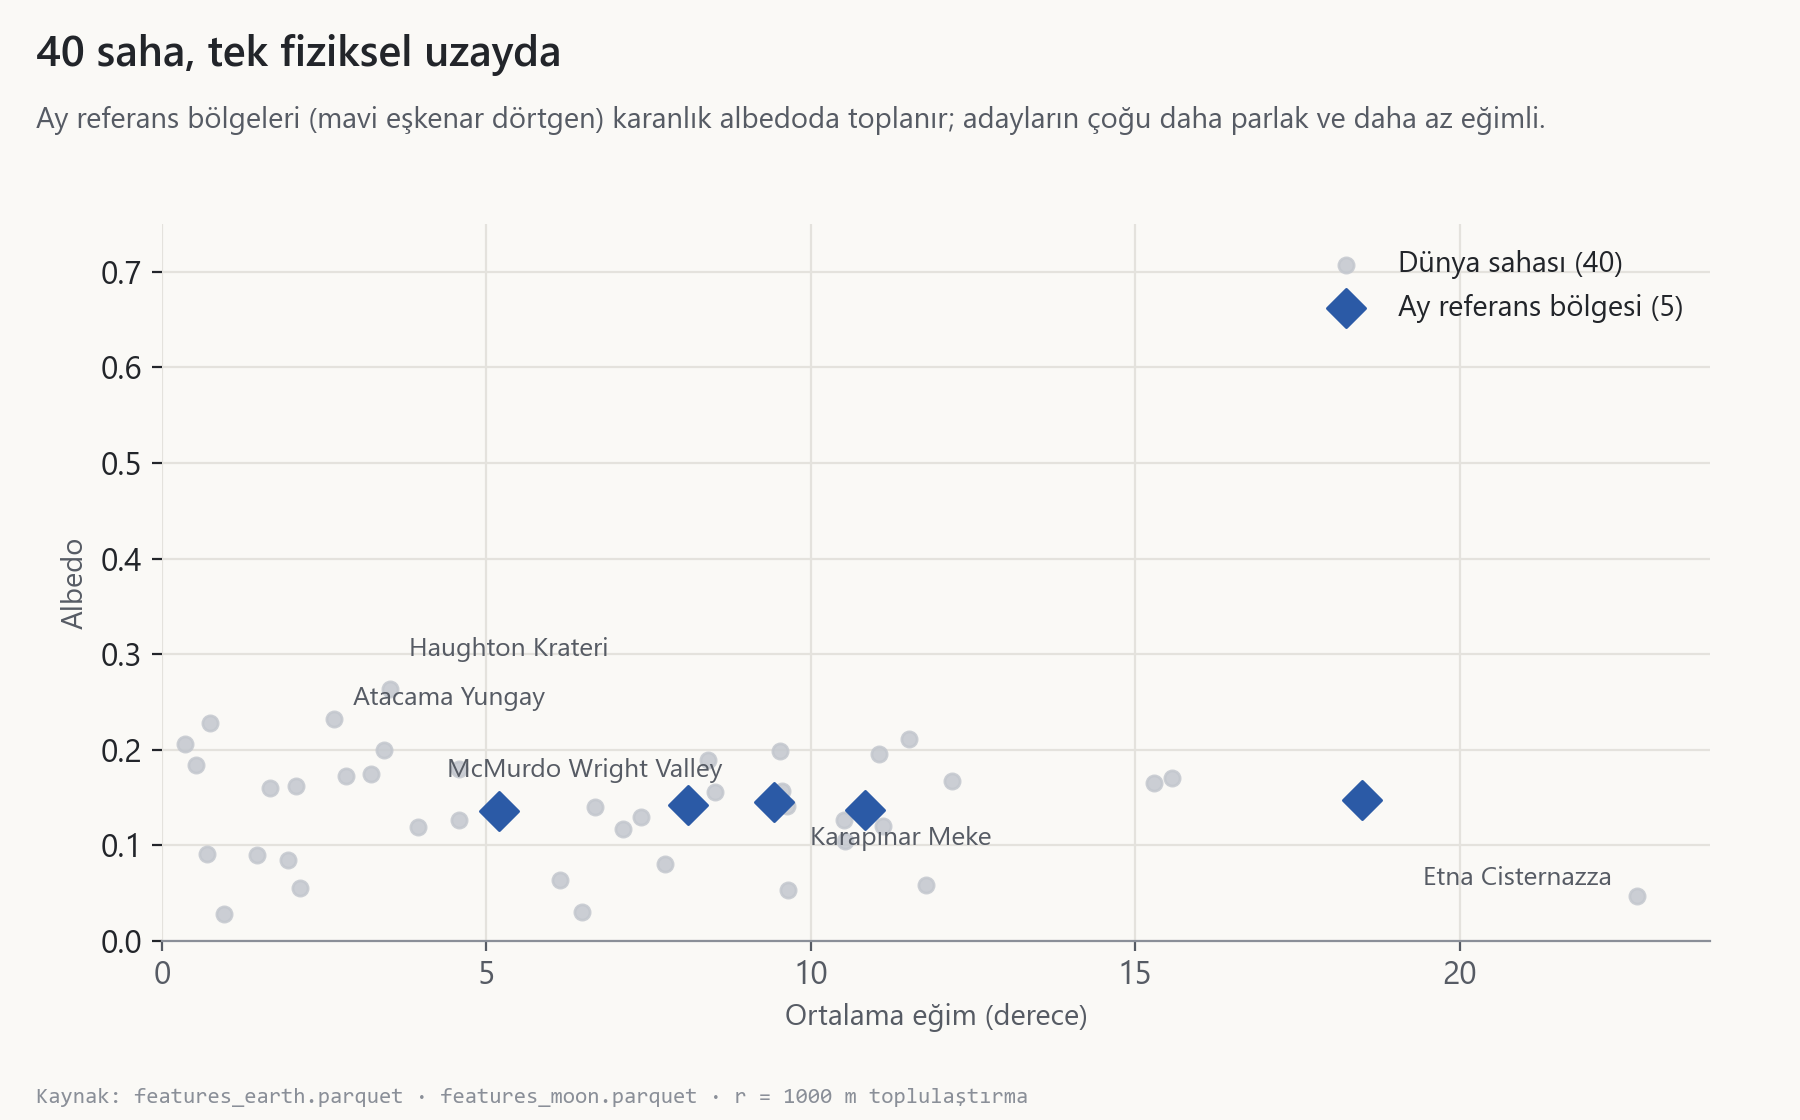 40 saha, tek fiziksel uzayda
Ay referans bölgeleri (mavi eşkenar dörtgen) karanlık albedoda toplanır; adayların çoğu daha parlak ve daha az eğimli.
Dünya sahası (40)
Ay referans bölgesi (5)
0.7
0.6
0.5
0.4
0.3
0.2
0.1
0.0
Albedo
Haughton Krateri
Atacama Yungay
McMurdo Wright Valley
Karapınar Meke
Etna Cisternazza
0 5 10 15 20
Ortalama eğim (derece)
Kaynak: features_earth.parquet · features_moon.parquet · r = 1000 m toplulaştırma